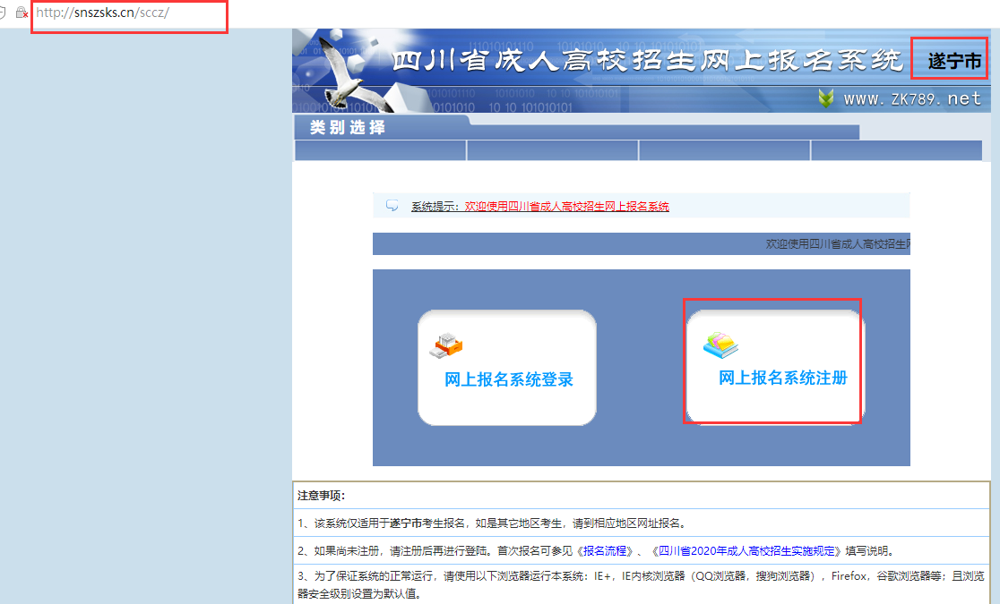 http://snszsks.cn/sccz/
四川省成人高校招生网上报名系统
遂宁市
www.ZK789.net
类别选择
系统提示：欢迎使用四川省成人高校招生网上报名系统
欢迎使用四川省成人高校招生
网上报名系统登录
网上报名系统注册
注意事项：
1、该系统仅适用于遂宁市考生报名，如是其它地区考生，请到相应地区网址报名。
2、如果尚未注册，请注册后再进行登陆。首次报名可参见《报名流程》、《四川省2020年成人高校招生实施规定》填写说明。
3、为了保证系统的正常运行，请使用以下浏览器运行本系统：IE+，IE内核浏览器（QQ浏览器，搜狗浏览器），Firefox，谷歌浏览器等；且浏览
器安全级别设置为默认值。